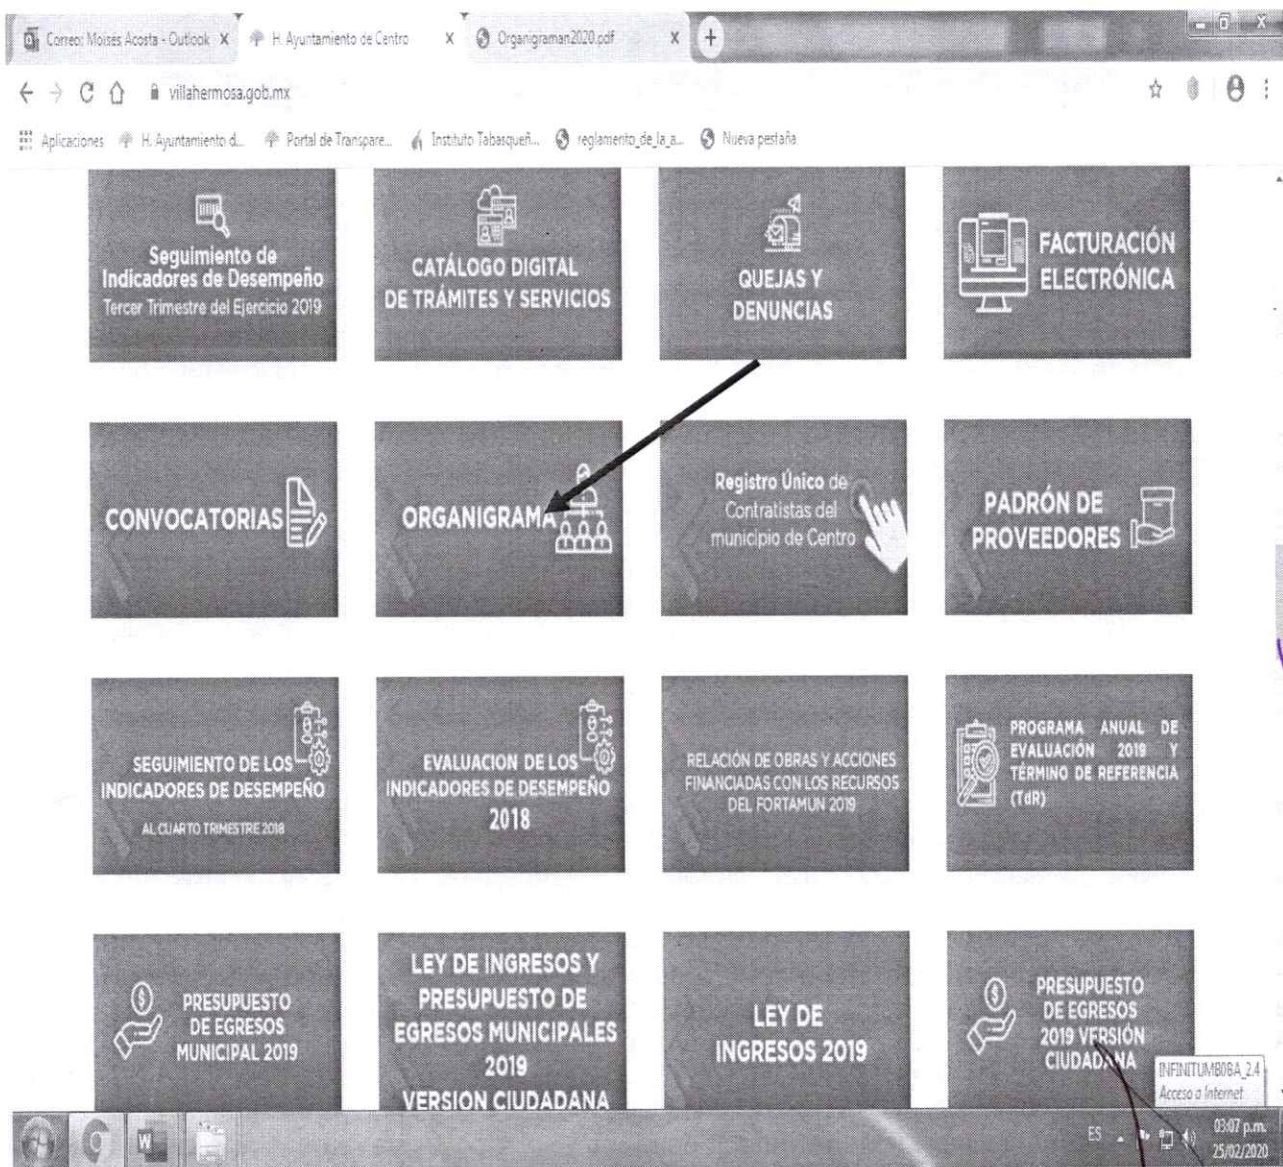 Correo: Moisés Acosta - Outlook X
H. Ayuntamiento de Centro X
Organigraman2020.pdf X
+
villahermosa.gob.mx
Aplicaciones
H. Ayuntamiento d...
Portal de Transpare...
Instituto Tabasqueñ...
reglamento_de_la_a...
Nueva pestaña
Seguimiento de
Indicadores de Desempeño
Tercer Trimestre del Ejercicio 2019
CATÁLOGO DIGITAL
DE TRÁMITES Y SERVICIOS
QUEJAS Y
DENUNCIAS
FACTURACIÓN
ELECTRÓNICA
CONVOCATORIAS
ORGANIGRAMA
Registro Único de
Contratistas del
municipio de Centro
PADRÓN DE
PROVEEDORES
SEGUIMIENTO DE LOS
INDICADORES DE DESEMPEÑO
AL CUARTO TRIMESTRE 2018
EVALUACION DE LOS
INDICADORES DE DESEMPEÑO
2018
RELACIÓN DE OBRAS Y ACCIONES
FINANCIADAS CON LOS RECURSOS
DEL FORTAMUN 2019
PROGRAMA ANUAL DE
EVALUACIÓN 2019 Y
TÉRMINO DE REFERENCIA
(TdR)
PRESUPUESTO
DE EGRESOS
MUNICIPAL 2019
LEY DE INGRESOS Y
PRESUPUESTO DE
EGRESOS MUNICIPALES
2019
VERSION CIUDADANA
LEY DE
INGRESOS 2019
PRESUPUESTO
DE EGRESOS
2019 VERSIÓN
CIUDADANA
Acceso a Internet
ES
03:07 p.m.
25/02/2020